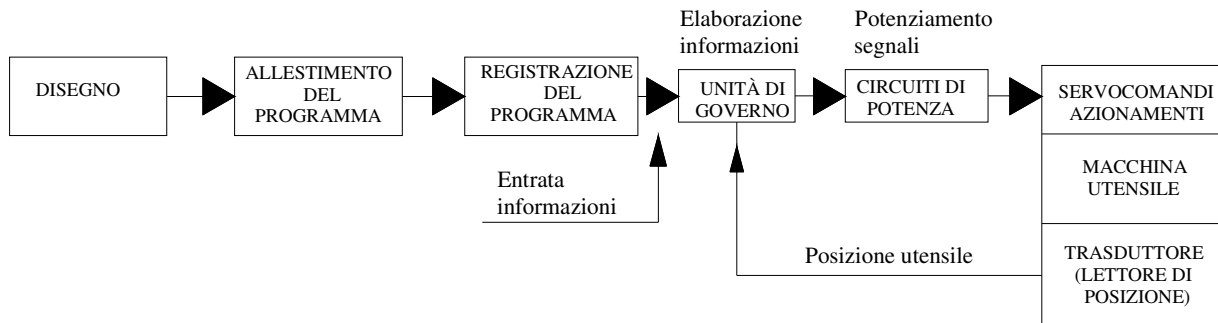 Elaborazione
informazioni
Potenziamento
segnali
DISEGNO
ALLESTIMENTO
DEL
PROGRAMMA
REGISTRAZIONE
DEL
PROGRAMMA
UNITÀ DI
GOVERNO
CIRCUITI DI
POTENZA
SERVOCOMANDI
AZIONAMENTI
MACCHINA
UTENSILE
TRASDUTTORE
(LETTORE DI
POSIZIONE)
Entrata
informazioni
Posizione utensile